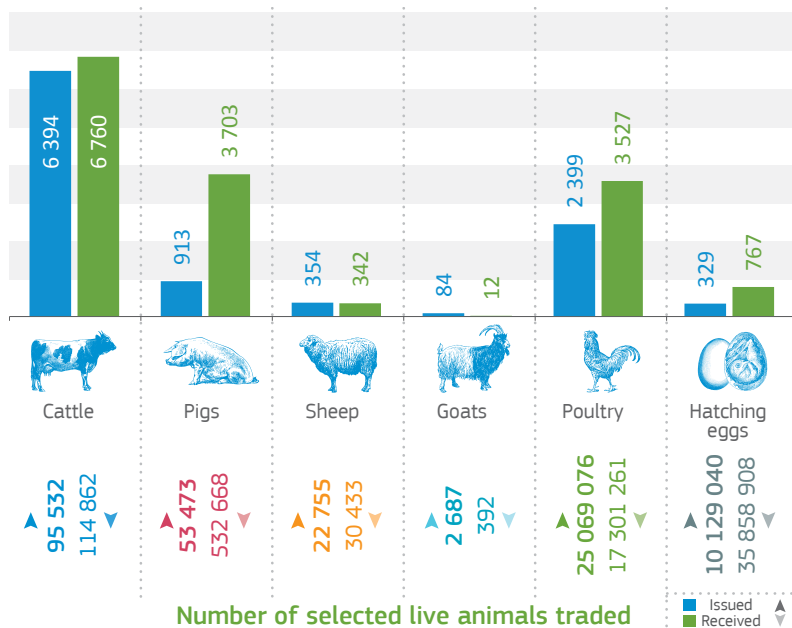 6 394
6 760
913
3 703
354
342
84
12
2 399
3 527
329
767
Cattle
Pigs
Sheep
Goats
Poultry
Hatching
eggs
95 532
114 862
53 473
532 668
22 755
30 433
2 687
392
25 069 076
17 301 261
10 129 040
35 858 908
Number of selected live animals traded
Issued
Received